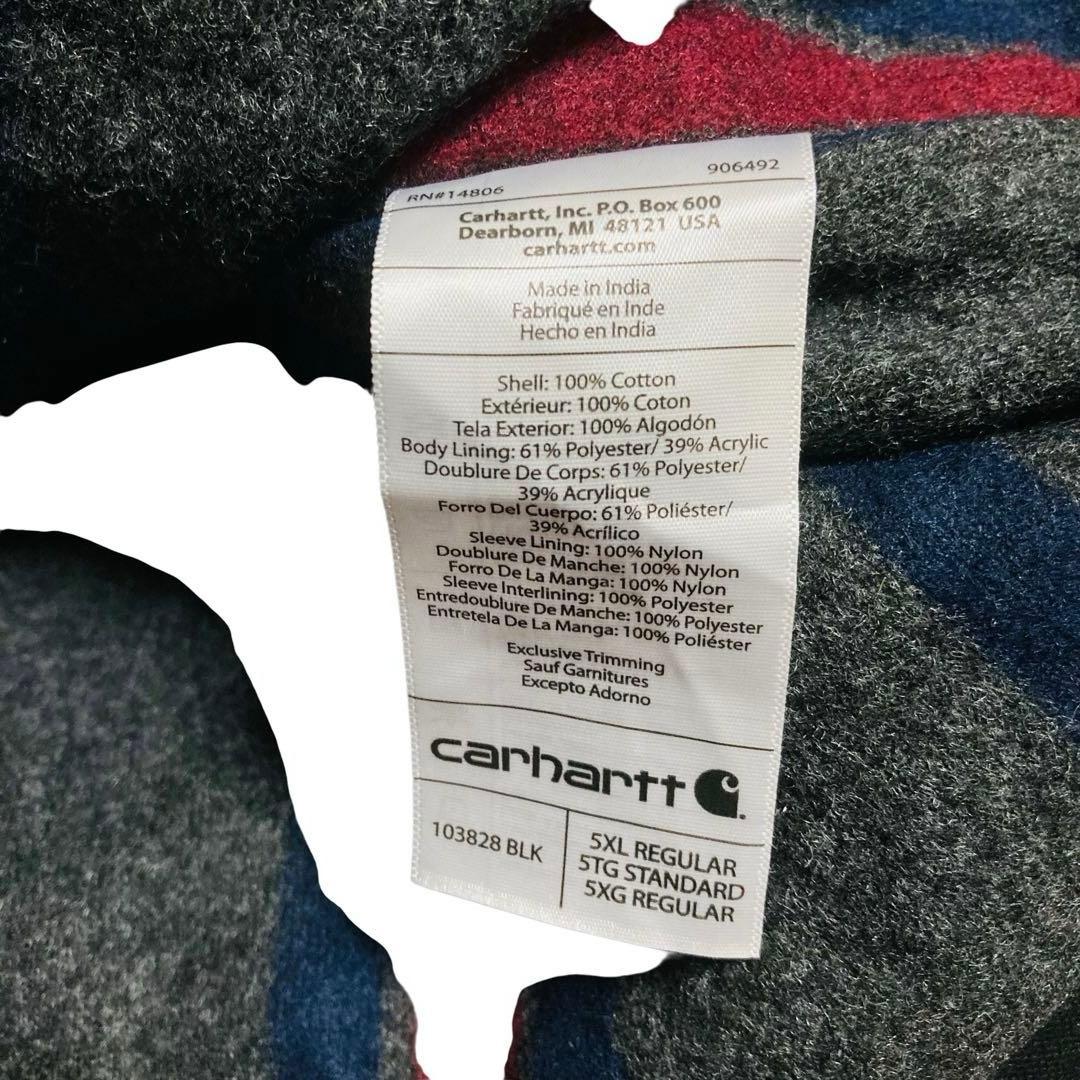 RN#14806 906492
Carhartt, Inc. P.O. Box 600
Dearborn, MI 48121 USA
carhartt.com
Made in India
Fabriqué en Inde
Hecho en India
Shell: 100% Cotton
Extérieur: 100% Coton
Tela Exterior: 100% Algodón
Body Lining: 61% Polyester/ 39% Acrylic
Doublure De Corps: 61% Polyester/
39% Acrylique
Forro Del Cuerpo: 61% Poliéster/
39% Acrílico
Sleeve Lining: 100% Nylon
Doublure De Manche: 100% Nylon
Forro De La Manga: 100% Nylon
Sleeve Interlining: 100% Polyester
Entredoublure De Manche: 100% Polyester
Entretela De La Manga: 100% Poliéster
Exclusive Trimming
Sauf Garnitures
Excepto Adorno
carhartt
103828 BLK
5XL REGULAR
5TG STANDARD
5XG REGULAR